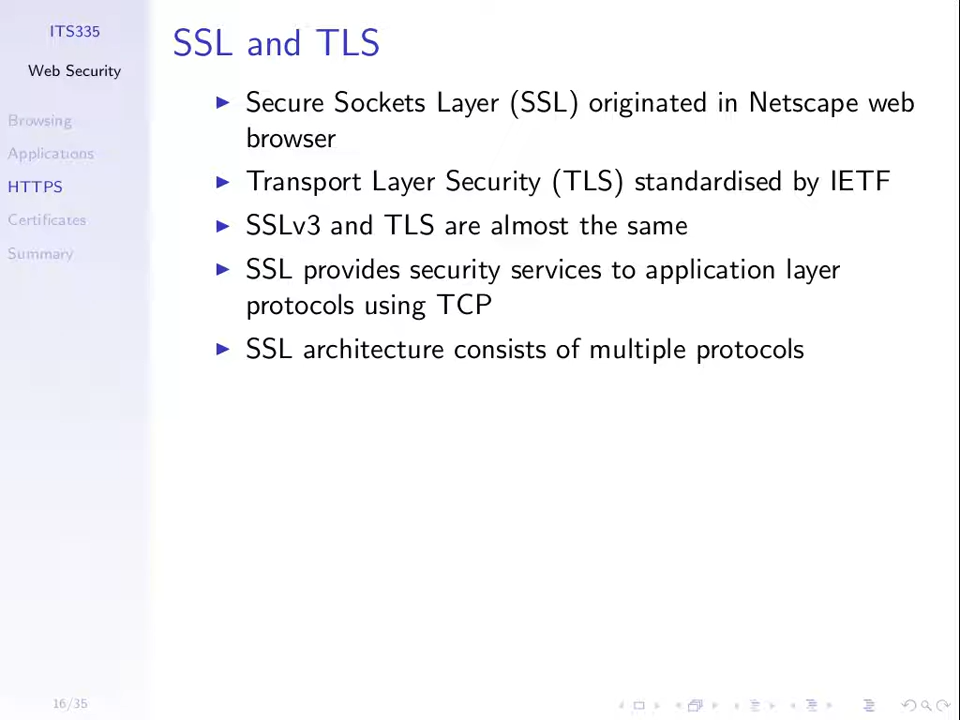 ITS335
Web Security
Browsing
Applications
HTTPS
Certificates
Summary
SSL and TLS
Secure Sockets Layer (SSL) originated in Netscape web
browser
Transport Layer Security (TLS) standardised by IETF
SSLv3 and TLS are almost the same
SSL provides security services to application layer
protocols using TCP
SSL architecture consists of multiple protocols
16/35